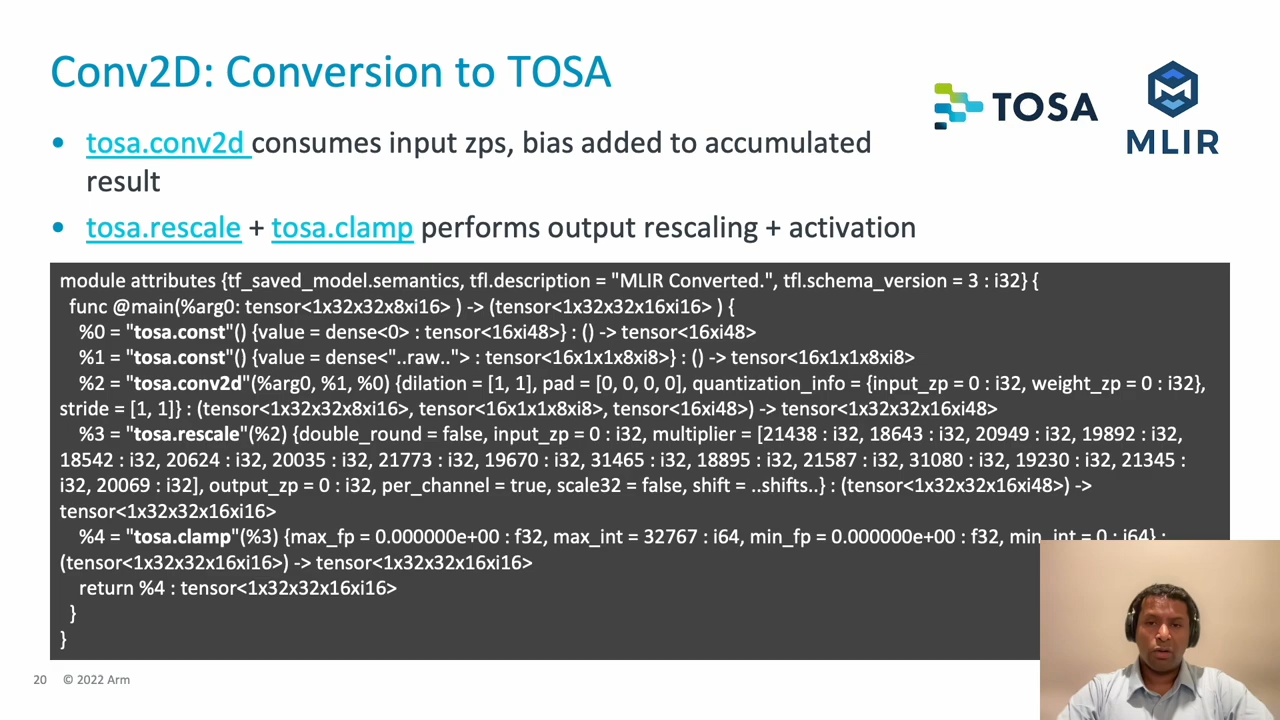 Conv2D: Conversion to TOSA
TOSA
MLIR
• tosa.conv2d consumes input zps, bias added to accumulated
result
• tosa.rescale + tosa.clamp performs output rescaling + activation
module attributes {tf_saved_model.semantics, tfl.description = "MLIR Converted.", tfl.schema_version = 3 : i32} {
func @main(%arg0: tensor<1x32x32x8xi16> ) -> (tensor<1x32x32x16xi16> ) {
%0 = "tosa.const"() {value = dense<0> : tensor<16xi48>} : () -> tensor<16xi48>
%1 = "tosa.const"() {value = dense<"..raw.."> : tensor<16x1x1x8xi8>} : () -> tensor<16x1x1x8xi8>
%2 = "tosa.conv2d"(%arg0, %1, %0) {dilation = [1, 1], pad = [0, 0, 0, 0], quantization_info = {input_zp = 0 : i32, weight_zp = 0 : i32},
stride = [1, 1]} : (tensor<1x32x32x8xi16>, tensor<16x1x1x8xi8>, tensor<16xi48>) -> tensor<1x32x32x16xi48>
%3 = "tosa.rescale"(%2) {double_round = false, input_zp = 0 : i32, multiplier = [21438 : i32, 18643 : i32, 20949 : i32, 19892 : i32,
18542 : i32, 20624 : i32, 20035 : i32, 21773 : i32, 19670 : i32, 31465 : i32, 18895 : i32, 21587 : i32, 31080 : i32, 19230 : i32, 21345 :
i32, 20069 : i32], output_zp = 0 : i32, per_channel = true, scale32 = false, shift = ..shifts..} : (tensor<1x32x32x16xi48>) ->
tensor<1x32x32x16xi16>
%4 = "tosa.clamp"(%3) {max_fp = 0.000000e+00 : f32, max_int = 32767 : i64, min_fp = 0.000000e+00 : f32, min_int = 0 : i64} :
(tensor<1x32x32x16xi16>) -> tensor<1x32x32x16xi16>
return %4 : tensor<1x32x32x16xi16>
}
}
20 © 2022 Arm